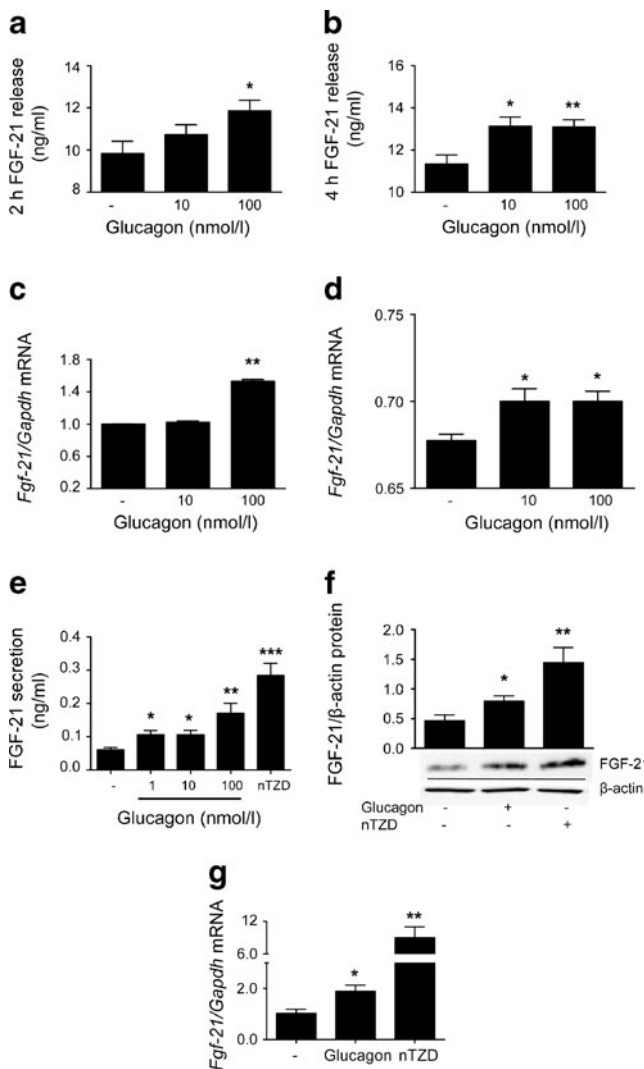 a
2 h FGF-21 release
(ng/ml)
14
12
10
8
*
- 10 100
Glucagon (nmol/l)
b
4 h FGF-21 release
(ng/ml)
16
14
13
11
10
* **
- 10 100
Glucagon (nmol/l)
c
Fgf-21/Gapdh mRNA
1.8
1.4
1.0
0.6
0.2
**
- 10 100
Glucagon (nmol/l)
d
Fgf-21/Gapdh mRNA
0.75
0.70
0.65
* *
- 10 100
Glucagon (nmol/l)
e
FGF-21 secretion
(ng/ml)
0.4
0.3
0.2
0.1
0.0
* * ** ***
- 1 10 100 nTZD
Glucagon (nmol/l)
f
FGF-21/β-actin protein
2.0
1.5
1.0
0.5
0.0
* **
FGF-21
β-actin
Glucagon - + -
nTZD - - +
g
Fgf-21/Gapdh mRNA
12
6.0
2.0
0.0
* **
- Glucagon nTZD